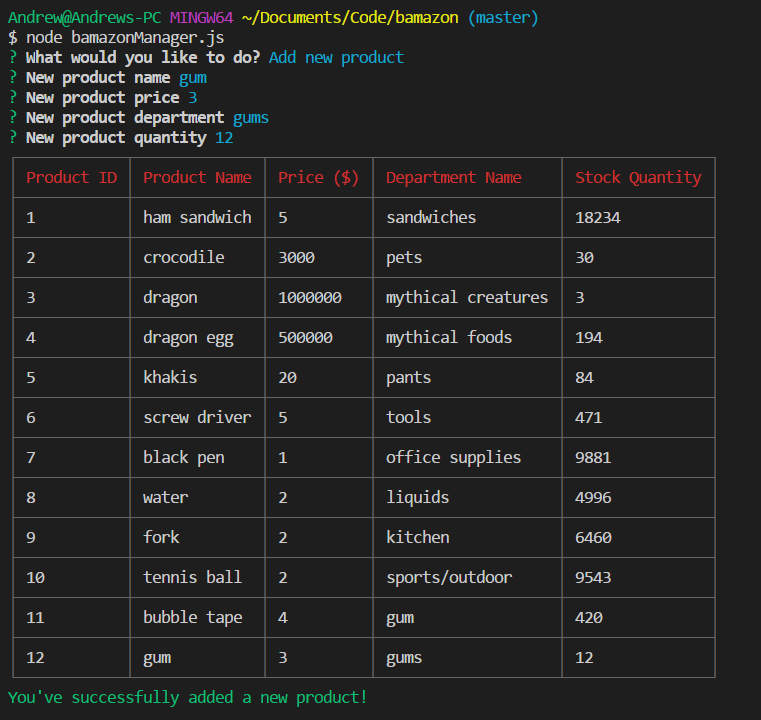 Andrew@Andrews-PC MINGW64 ~/Documents/Code/bamazon (master)
$ node bamazonManager.js
? What would you like to do? Add new product
? New product name gum
? New product price 3
? New product department gums
? New product quantity 12
Product ID Product Name Price ($) Department Name Stock Quantity
1 ham sandwich 5 sandwiches 18234
2 crocodile 3000 pets 30
3 dragon 1000000 mythical creatures 3
4 dragon egg 500000 mythical foods 194
5 khakis 20 pants 84
6 screw driver 5 tools 471
7 black pen 1 office supplies 9881
8 water 2 liquids 4996
9 fork 2 kitchen 6460
10 tennis ball 2 sports/outdoor 9543
11 bubble tape 4 gum 420
12 gum 3 gums 12
You've successfully added a new product!